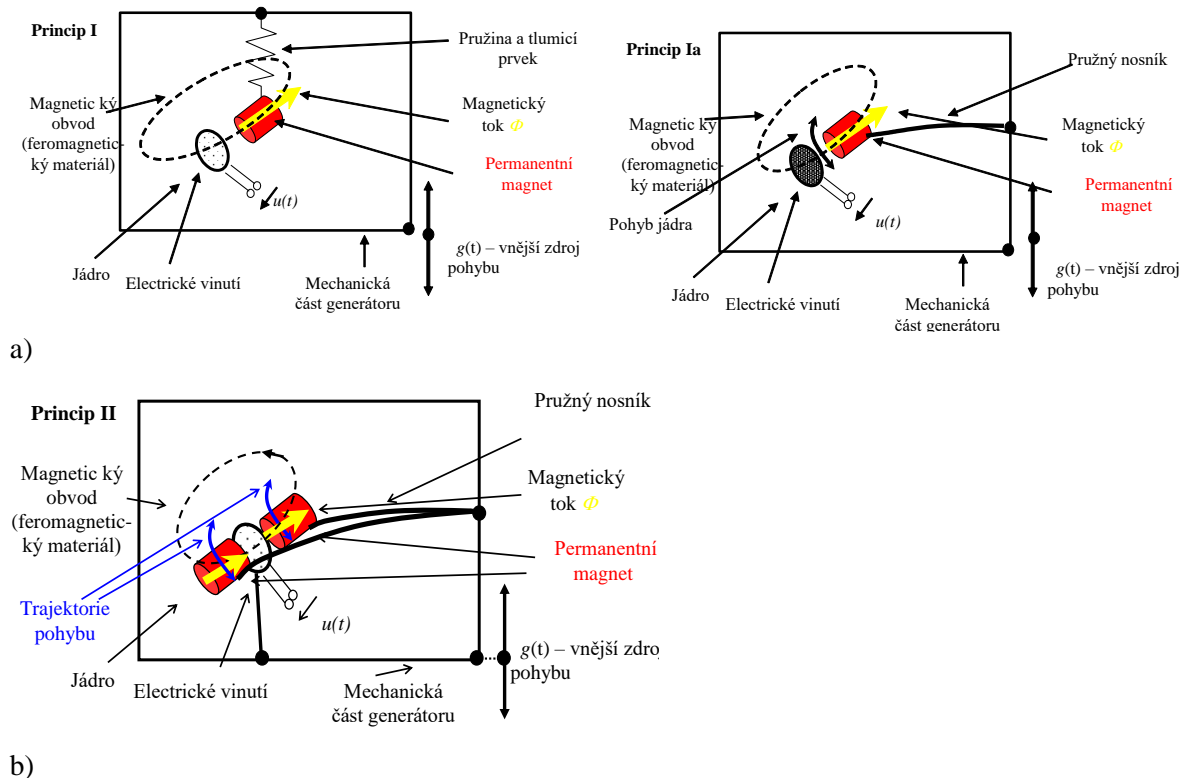 Princip I
Pružina a tlumicí
prvek
Magnetic ký
obvod
(feromagnetic-
ký materiál)
Magnetický
tok Φ
Permanentní
magnet
u(t)
Jádro
Electrické vinutí
Mechanická
část generátoru
g(t) – vnější zdroj
pohybu
Princip Ia
Pružný nosník
Magnetic ký
obvod
(feromagnetic-
ký materiál)
Magnetický
tok Φ
Permanentní
magnet
Pohyb jádra
u(t)
Jádro
Electrické vinutí
Mechanická
část generátoru
g(t) – vnější zdroj
pohybu
a)
Princip II
Pružný nosník
Magnetic ký
obvod
(feromagnetic-
ký materiál)
Magnetický
tok Φ
Permanentní
magnet
Trajektorie
pohybu
u(t)
Jádro
Electrické vinutí
Mechanická
část generátoru
g(t) – vnější zdroj
pohybu
b)